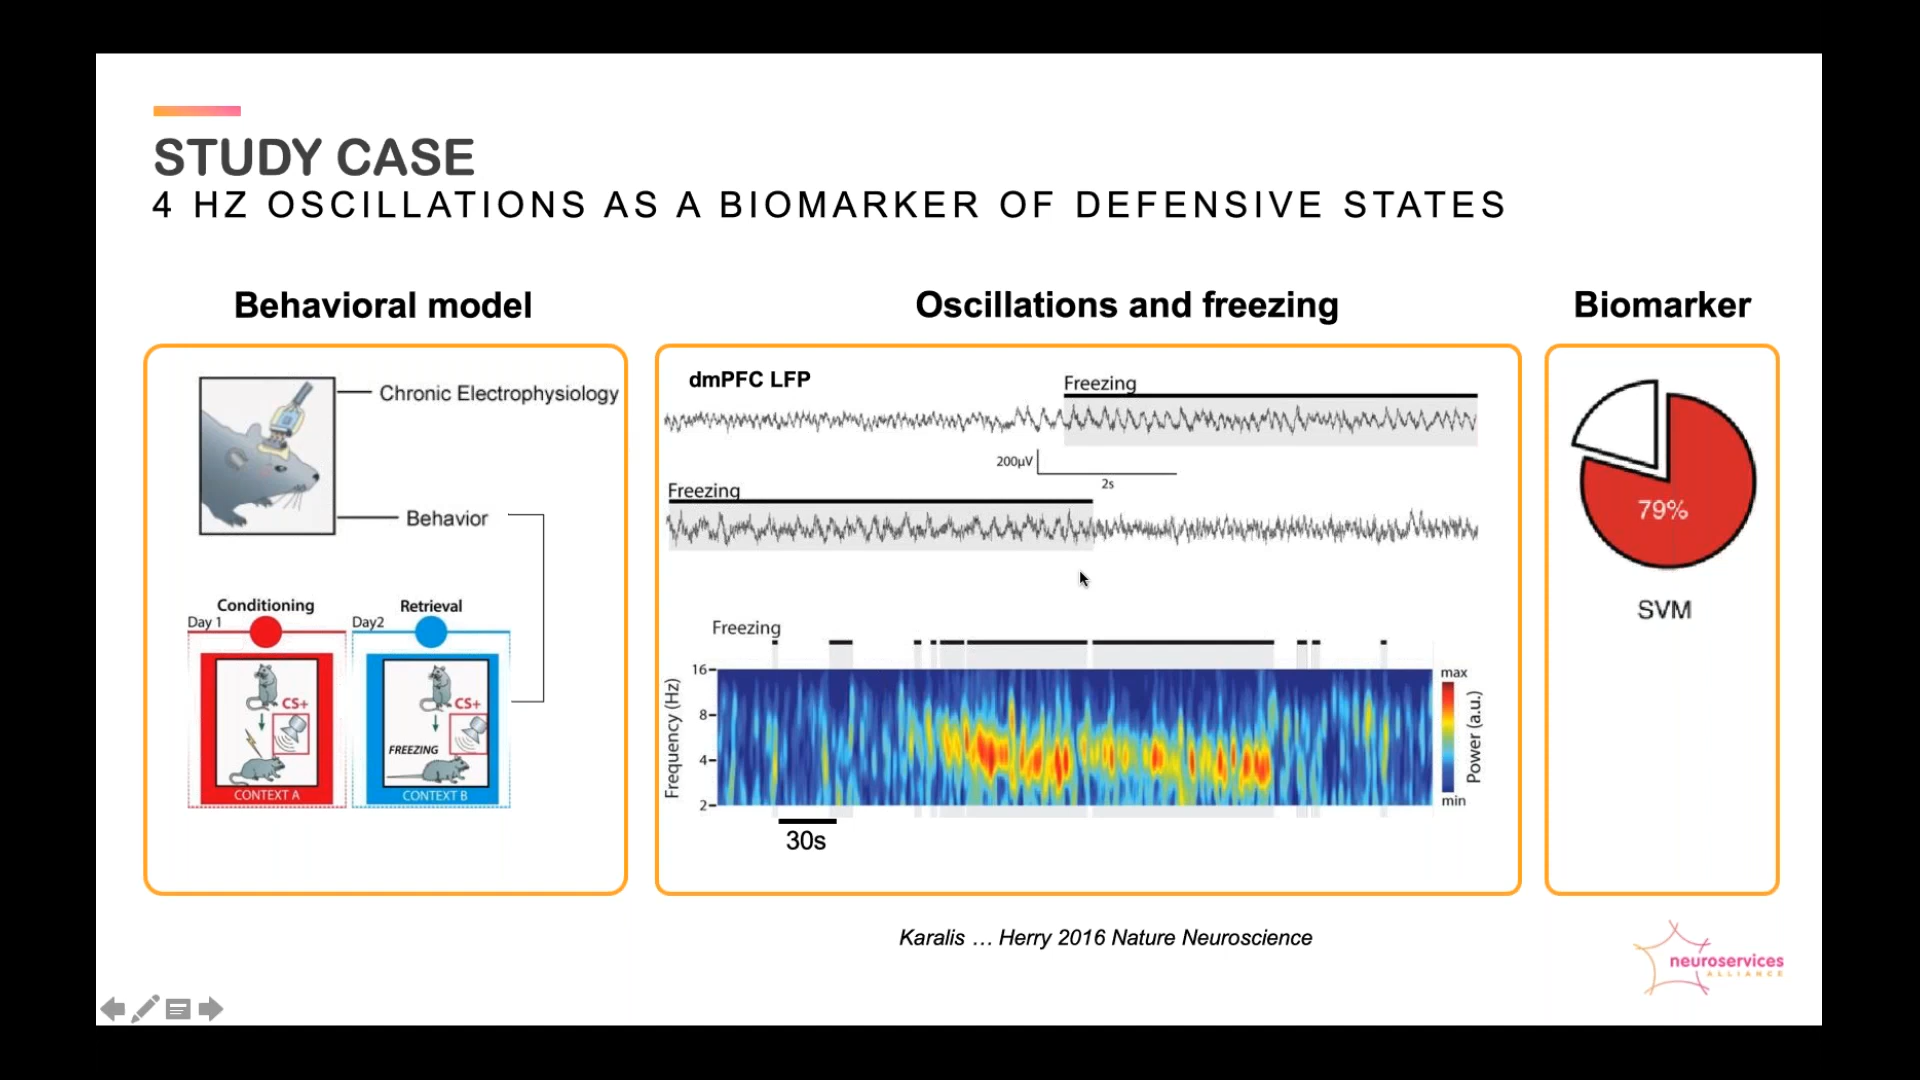 STUDY CASE
4 HZ OSCILLATIONS AS A BIOMARKER OF DEFENSIVE STATES
Behavioral model
Chronic Electrophysiology
Behavior
Conditioning
Day 1
Retrieval
Day2
CS+
CONTEXT A
CS+
FREEZING
CONTEXT B
Oscillations and freezing
dmPFC LFP
Freezing
200µV
2s
Freezing
Freezing
Frequency (Hz)
16
8
4
2
30s
max
Power (a.u.)
min
Biomarker
79%
SVM
Karalis … Herry 2016 Nature Neuroscience
neuroservices
ALLIANCE